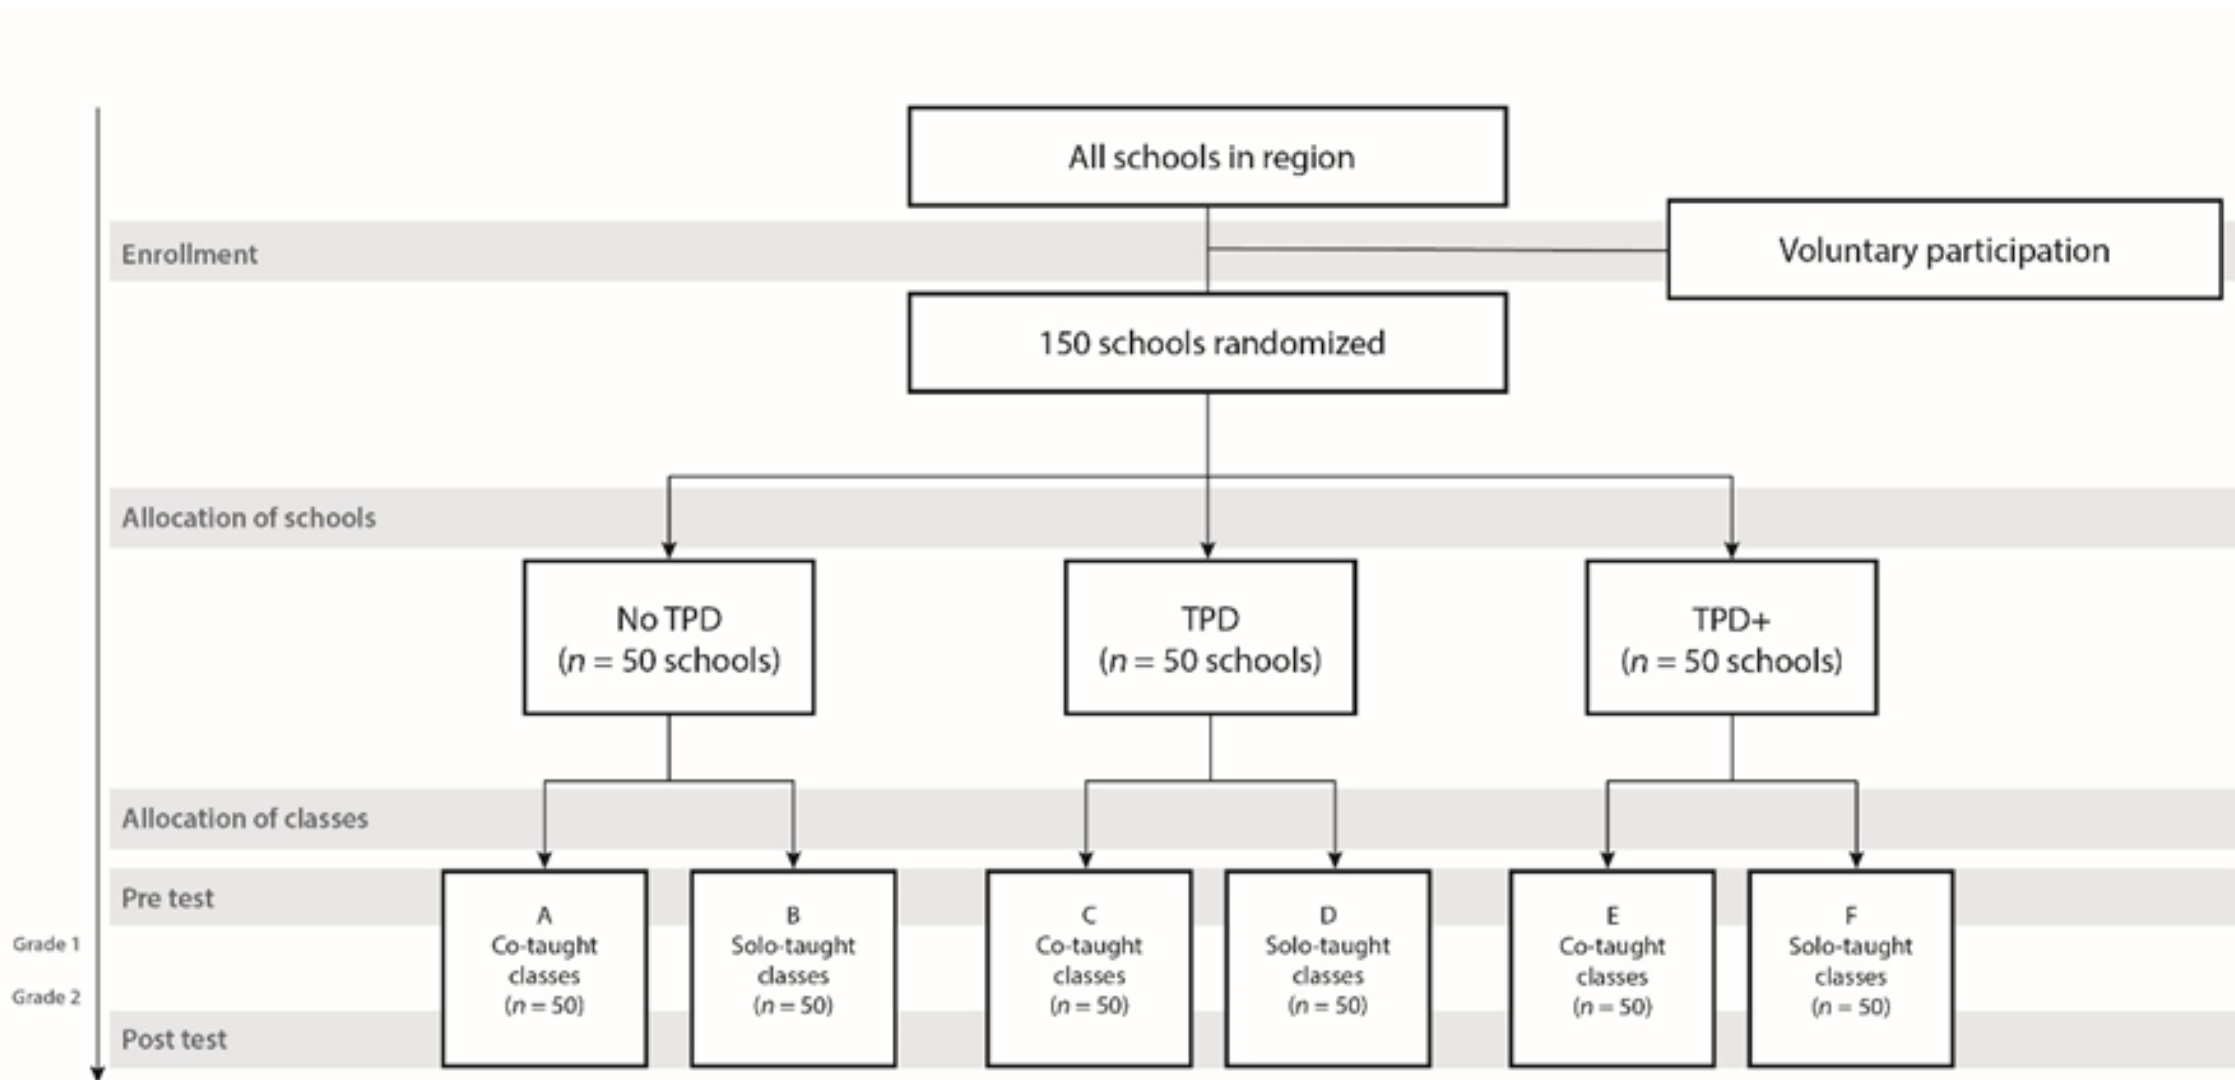 All schools in region
Enrollment
Voluntary participation
150 schools randomized
Allocation of schools
No TPD
(n = 50 schools)
TPD
(n = 50 schools)
TPD+
(n = 50 schools)
Allocation of classes
Pre test
Grade 1
Grade 2
Post test
A
Co-taught
classes
(n = 50)
B
Solo-taught
classes
(n = 50)
C
Co-taught
classes
(n = 50)
D
Solo-taught
classes
(n = 50)
E
Co-taught
classes
(n = 50)
F
Solo-taught
classes
(n = 50)